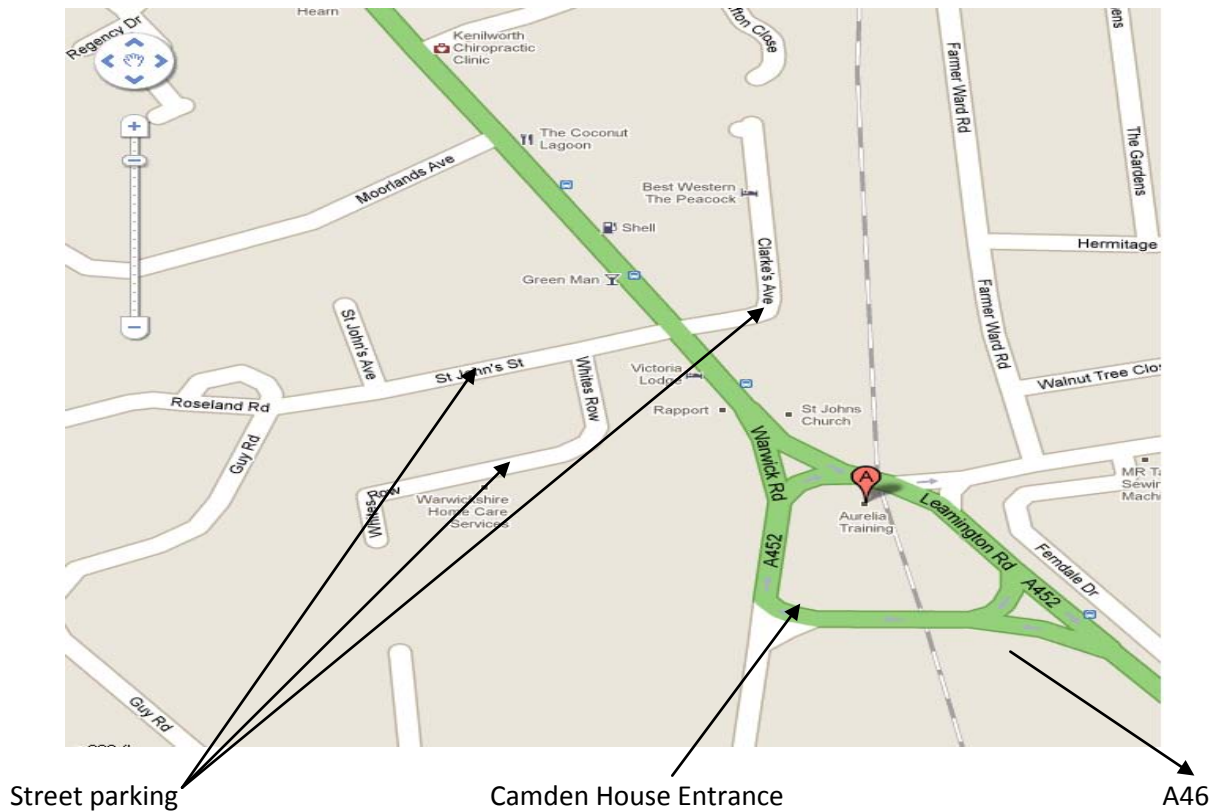 Hearn
Regency Dr
Kenilworth
Chiropractic
Clinic
Close
Farmer Ward Rd
The Gardens
The Coconut
Lagoon
Moorlands Ave
Best Western
The Peacock
Shell
Clarke's Ave
Hermitage
Green Man
St John's Ave
Farmer Ward Rd
St John's St
Whites Row
Victoria
Lodge
Walnut Tree
Roseland Rd
Rapport
St Johns
Church
Guy Rd
Warwick Rd
A
MR
Whites Row
Warwickshire
Home Care
Services
Aurelia
Training
Leamington Rd
A452
A452
Ferndale Dr
Guy Rd
Street parking
Camden House Entrance
A46